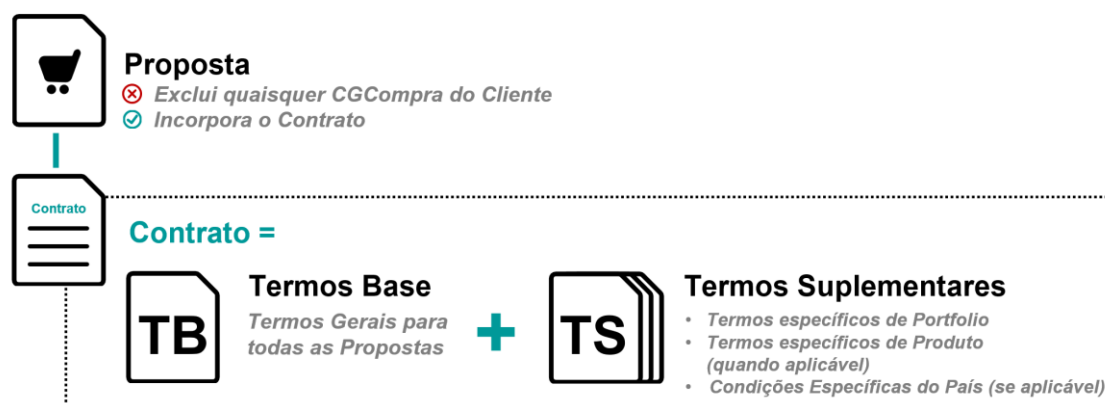 Proposta
Exclui quaisquer CGCompra do Cliente
Incorpora o Contrato
Contrato
Contrato =
TB
Termos Base
Termos Gerais para
todas as Propostas
+
TS
Termos Suplementares
• Termos específicos de Portfolio
• Termos específicos de Produto
(quando aplicável)
• Condições Específicas do País (se aplicável)